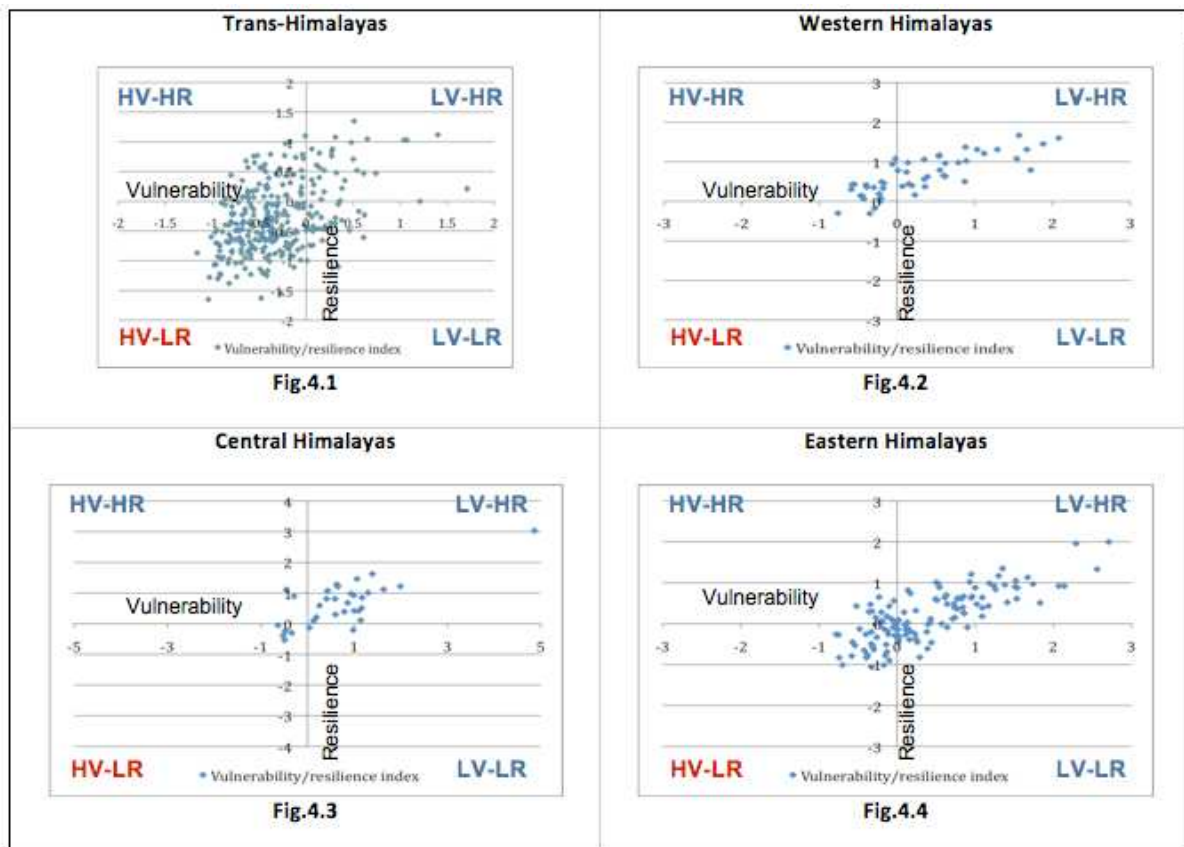 Trans-Himalayas
HV-HR
LV-HR
2
1.5
1
0.5
Vulnerability
0
-2
-1.5
-1
-0.5
0
0.5
1
1.5
2
-0.5
-1
-1.5
-2
Resilience
HV-LR
LV-LR
Vulnerability/resilience index
Fig.4.1
Western Himalayas
HV-HR
LV-HR
3
2
1
Vulnerability
0
-3
-2
-1
0
1
2
3
-1
-2
-3
Resilience
HV-LR
LV-LR
Vulnerability/resilience index
Fig.4.2
Central Himalayas
HV-HR
LV-HR
4
3
2
1
Vulnerability
0
-5
-3
-1
1
3
5
-1
-2
-3
-4
Resilience
HV-LR
LV-LR
Vulnerability/resilience index
Fig.4.3
Eastern Himalayas
HV-HR
LV-HR
3
2
1
Vulnerability
0
-3
-2
-1
0
1
2
3
-1
-2
-3
Resilience
HV-LR
LV-LR
Vulnerability/resilience index
Fig.4.4